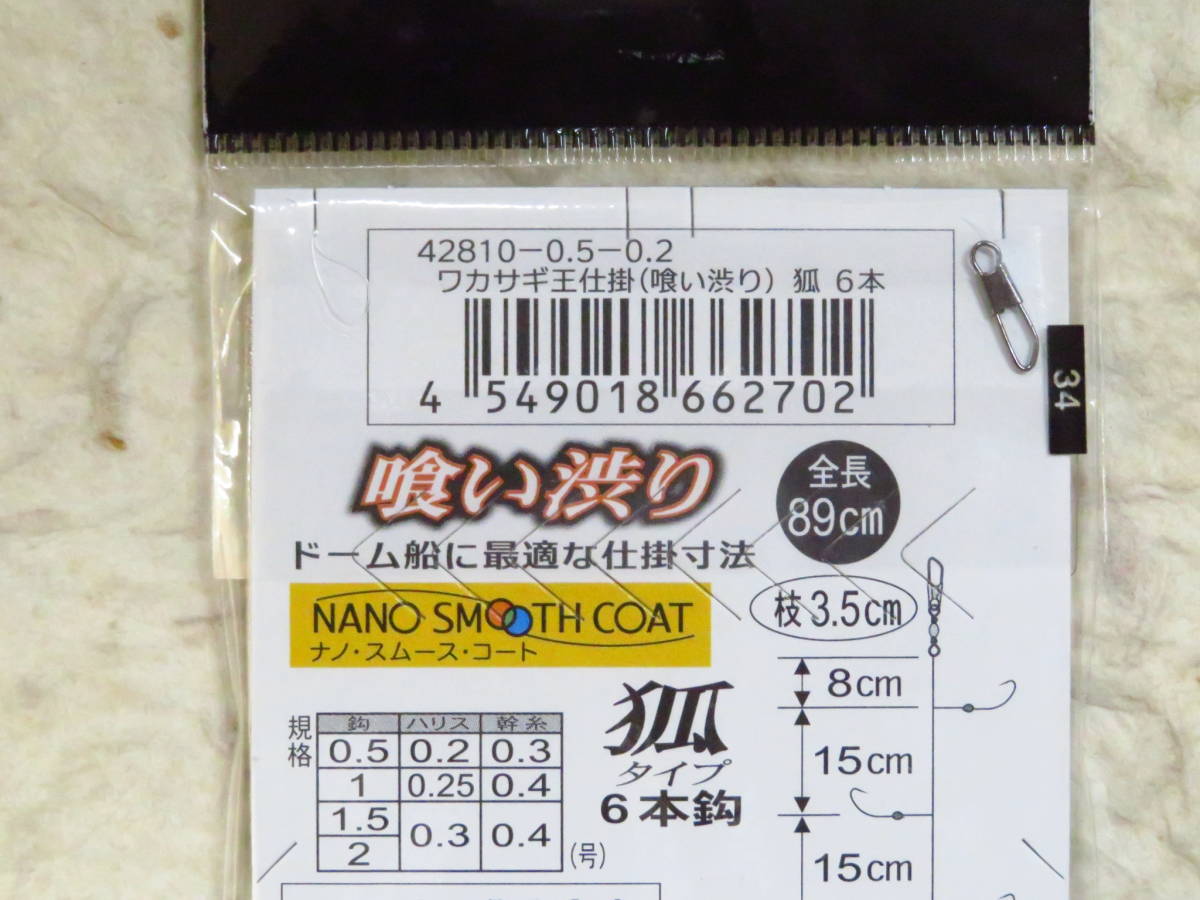 42810-0.5-0.2
ワカサギ王仕掛(喰い渋り) 狐 6本
4 549018 662702
34
喰い渋り
全長
89cm
ドーム船に最適な仕掛寸法
NANO SMOOTH COAT
ナノ・スムース・コート
枝3.5cm
8cm
15cm
15cm
狐
タイプ
6本鈎
規格
鈎 ハリス 幹糸
0.5 0.2 0.3
1 0.25 0.4
1.5
2 0.3 0.4
(号)